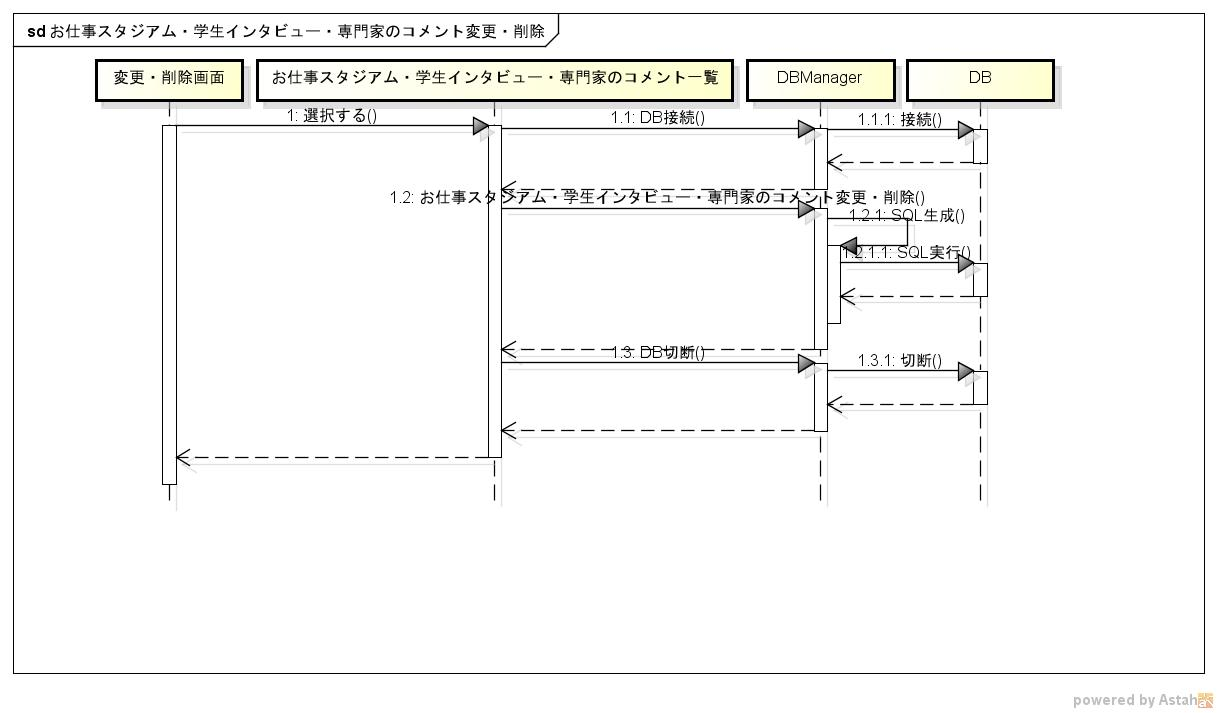 sd お仕事スタジアム・学生インタビュー・専門家のコメント変更・削除
変更・削除画面
お仕事スタジアム・学生インタビュー・専門家のコメント一覧
DBManager
DB
1: 選択する()
1.1: DB接続()
1.1.1: 接続()
1.2: お仕事スタジアム・学生インタビュー・専門家のコメント変更・削除()
1.2.1: SQL生成()
1.2.1.1: SQL実行()
1.3: DB切断()
1.3.1: 切断()
powered by Astah